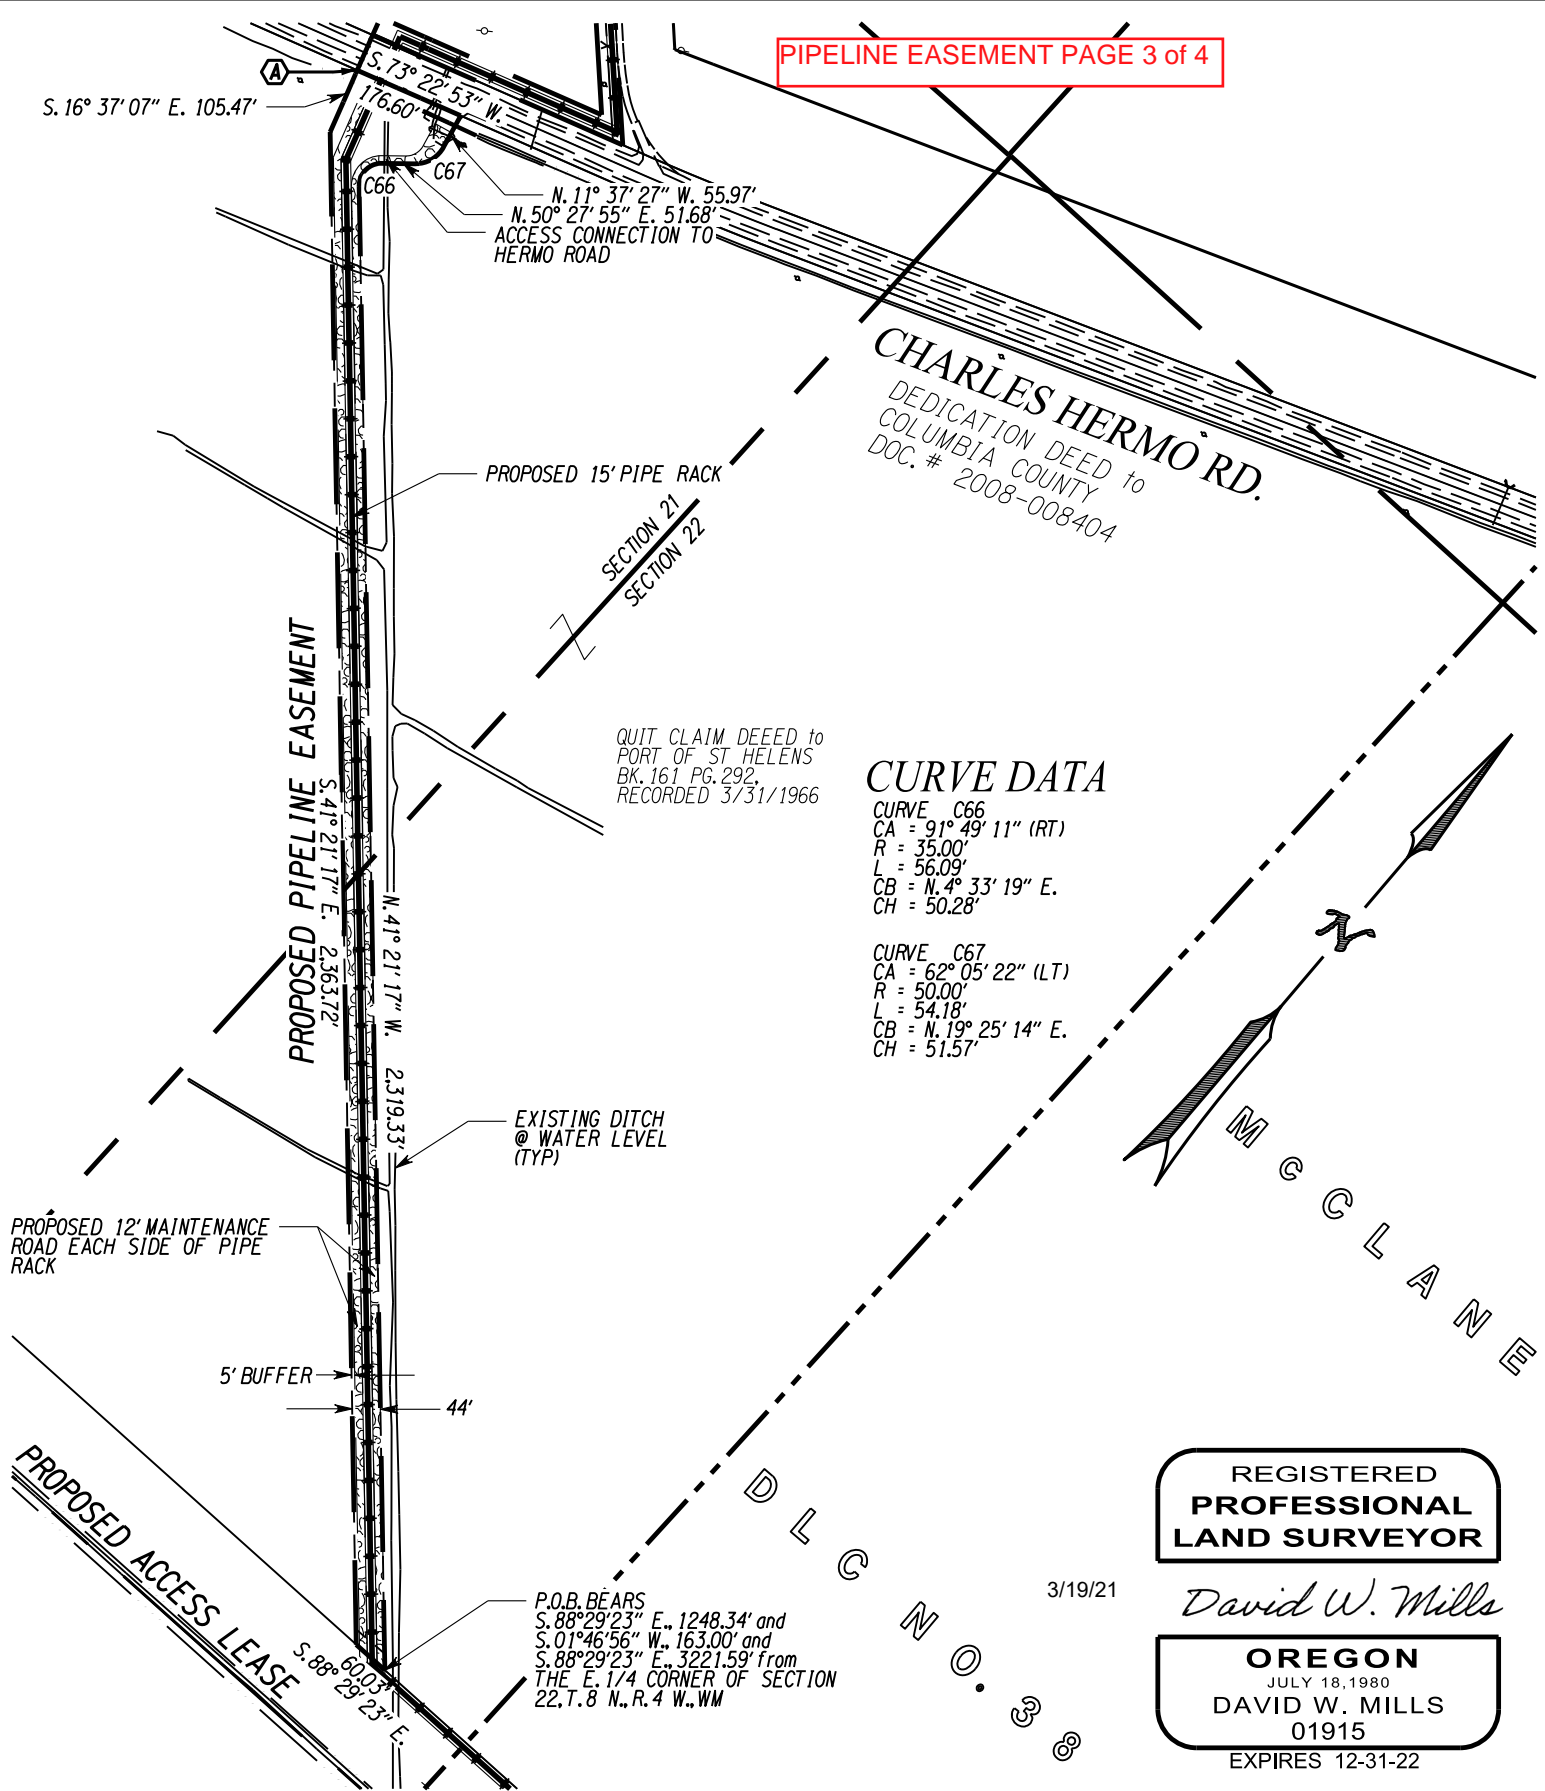 PIPELINE EASEMENT PAGE 3 of 4
A
S. 73° 22' 53" W.
176.60'
S. 16° 37' 07" E. 105.47'
C66
C67
N. 11° 37' 27" W. 55.97'
N. 50° 27' 55" E. 51.68'
ACCESS CONNECTION TO
HERMO ROAD
CHARLES HERMO RD.
DEDICATION DEED to
COLUMBIA COUNTY
DOC. # 2008-008404
PROPOSED 15' PIPE RACK
SECTION 21
SECTION 22
PROPOSED PIPELINE EASEMENT
S. 41° 21' 17" E. 2,363.72'
N. 41° 21' 17" W. 2,319.33'
QUIT CLAIM DEEED to
PORT OF ST HELENS
BK. 161 PG. 292,
RECORDED 3/31/1966
CURVE DATA
CURVE C66
CA = 91° 49' 11" (RT)
R = 35.00'
L = 56.09'
CB = N. 4° 33' 19" E.
CH = 50.28'
CURVE C67
CA = 62° 05' 22" (LT)
R = 50.00'
L = 54.18'
CB = N. 19° 25' 14" E.
CH = 51.57'
N
EXISTING DITCH
@ WATER LEVEL
(TYP)
PROPOSED 12' MAINTENANCE
ROAD EACH SIDE OF PIPE
RACK
5' BUFFER
44'
McCLANE
DLC NO. 38
PROPOSED ACCESS LEASE
60.03'
S. 88° 29' 23" E.
P.O.B. BEARS
S. 88°29'23" E., 1248.34' and
S. 01°46'56" W., 163.00' and
S. 88°29'23" E., 3221.59' from
THE E. 1/4 CORNER OF SECTION
22, T. 8 N., R. 4 W., WM
REGISTERED
PROFESSIONAL
LAND SURVEYOR
3/19/21
David W. Mills
OREGON
JULY 18, 1980
DAVID W. MILLS
01915
EXPIRES 12-31-22